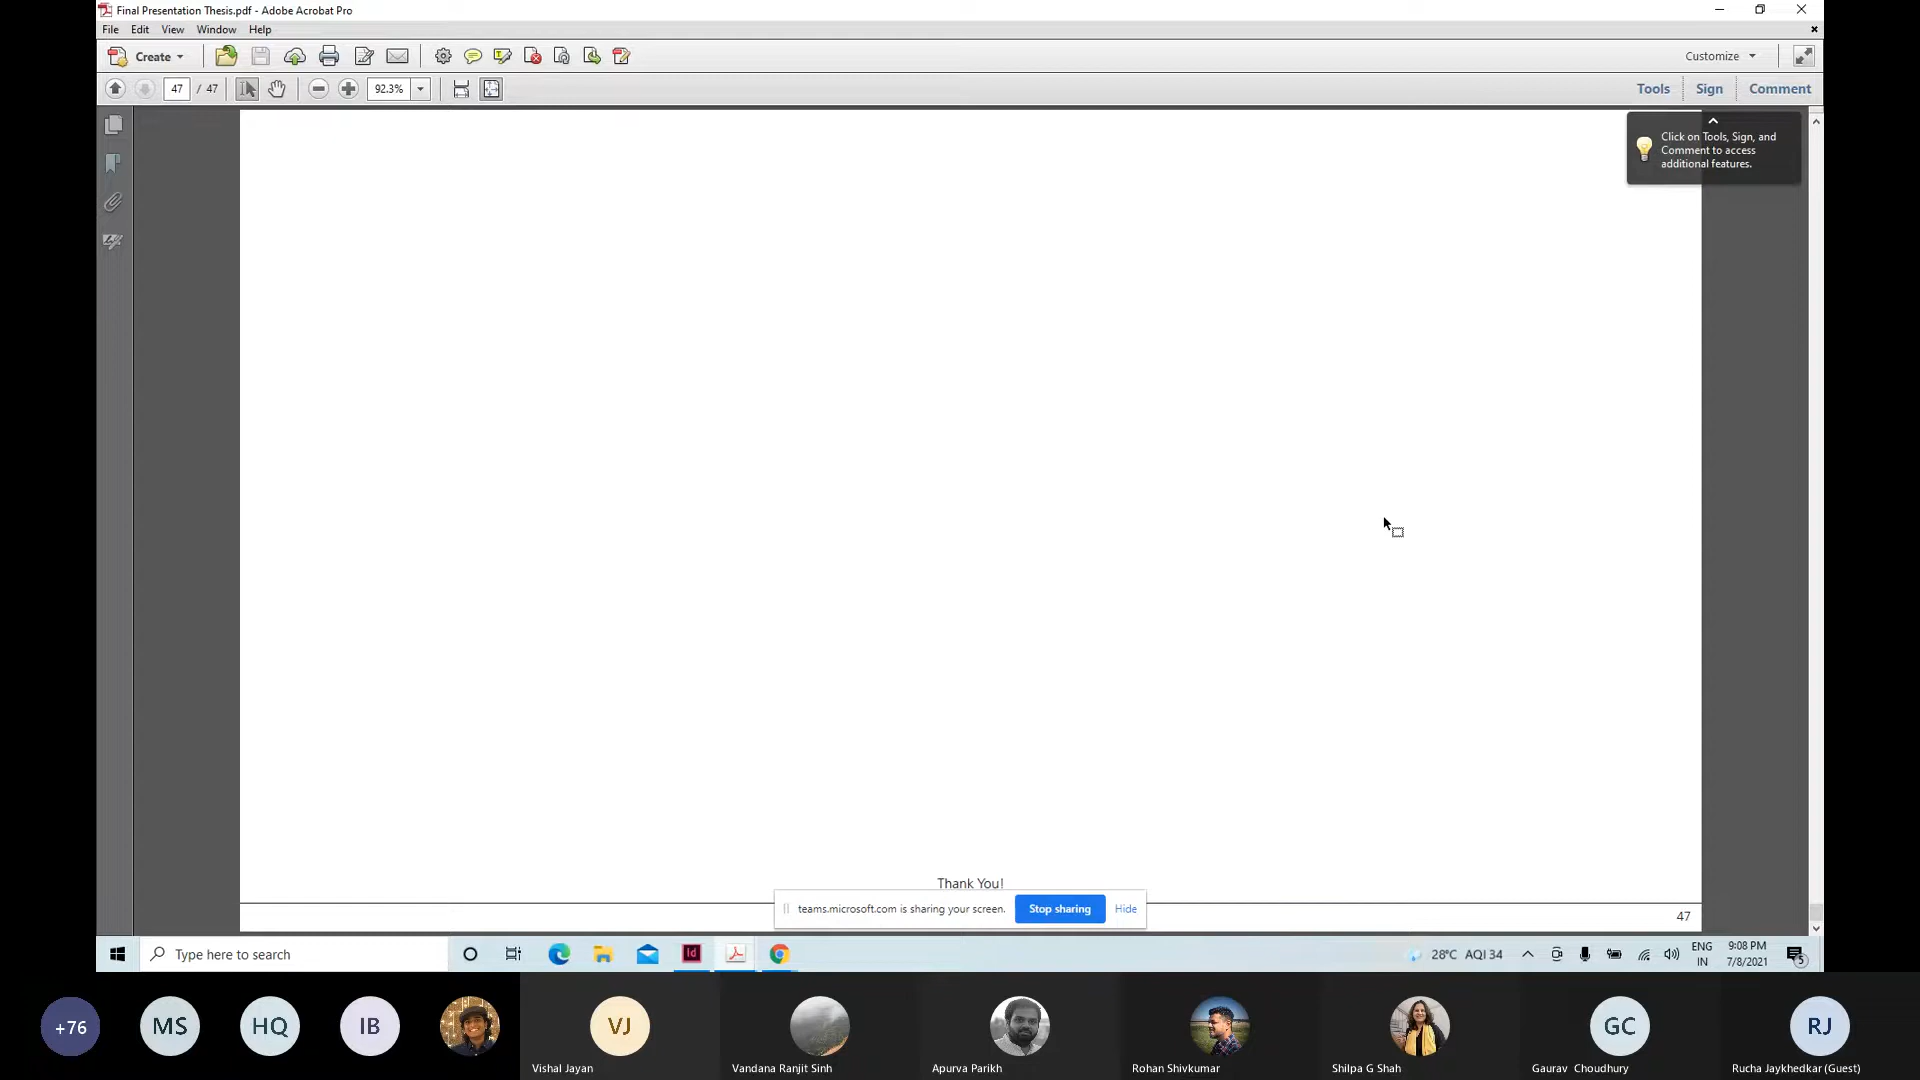 Final Presentation Thesis.pdf - Adobe Acrobat Pro
File Edit View Window Help
Create
Customize
47 / 47
92.3%
Tools Sign Comment
Click on Tools, Sign, and
Comment to access
additional features.
Thank You!
teams.microsoft.com is sharing your screen. Stop sharing Hide
47
Type here to search
Id
28°C AQI 34
ENG
IN
9:08 PM
7/8/2021
5
+76
MS
HQ
IB
VJ
GC
RJ
Vishal Jayan
Vandana Ranjit Sinh
Apurva Parikh
Rohan Shivkumar
Shilpa G Shah
Gaurav Choudhury
Rucha Jaykhedkar (Guest)